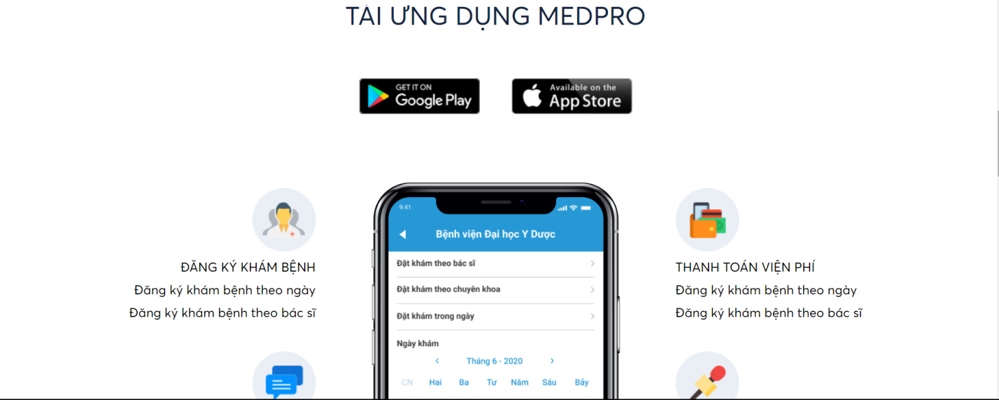 TẢI ỨNG DỤNG MEDPRO
GET IT ON
Google Play
Available on the
App Store
ĐĂNG KÝ KHÁM BỆNH
Đăng ký khám bệnh theo ngày
Đăng ký khám bệnh theo bác sĩ
9:41
Bệnh viện Đại học Y Dược
Đặt khám theo bác sĩ
Đặt khám theo chuyên khoa
Đặt khám trong ngày
Ngày khám
Tháng 6 - 2020
CN Hai Ba Tư Năm Sáu Bảy
THANH TOÁN VIỆN PHÍ
Đăng ký khám bệnh theo ngày
Đăng ký khám bệnh theo bác sĩ